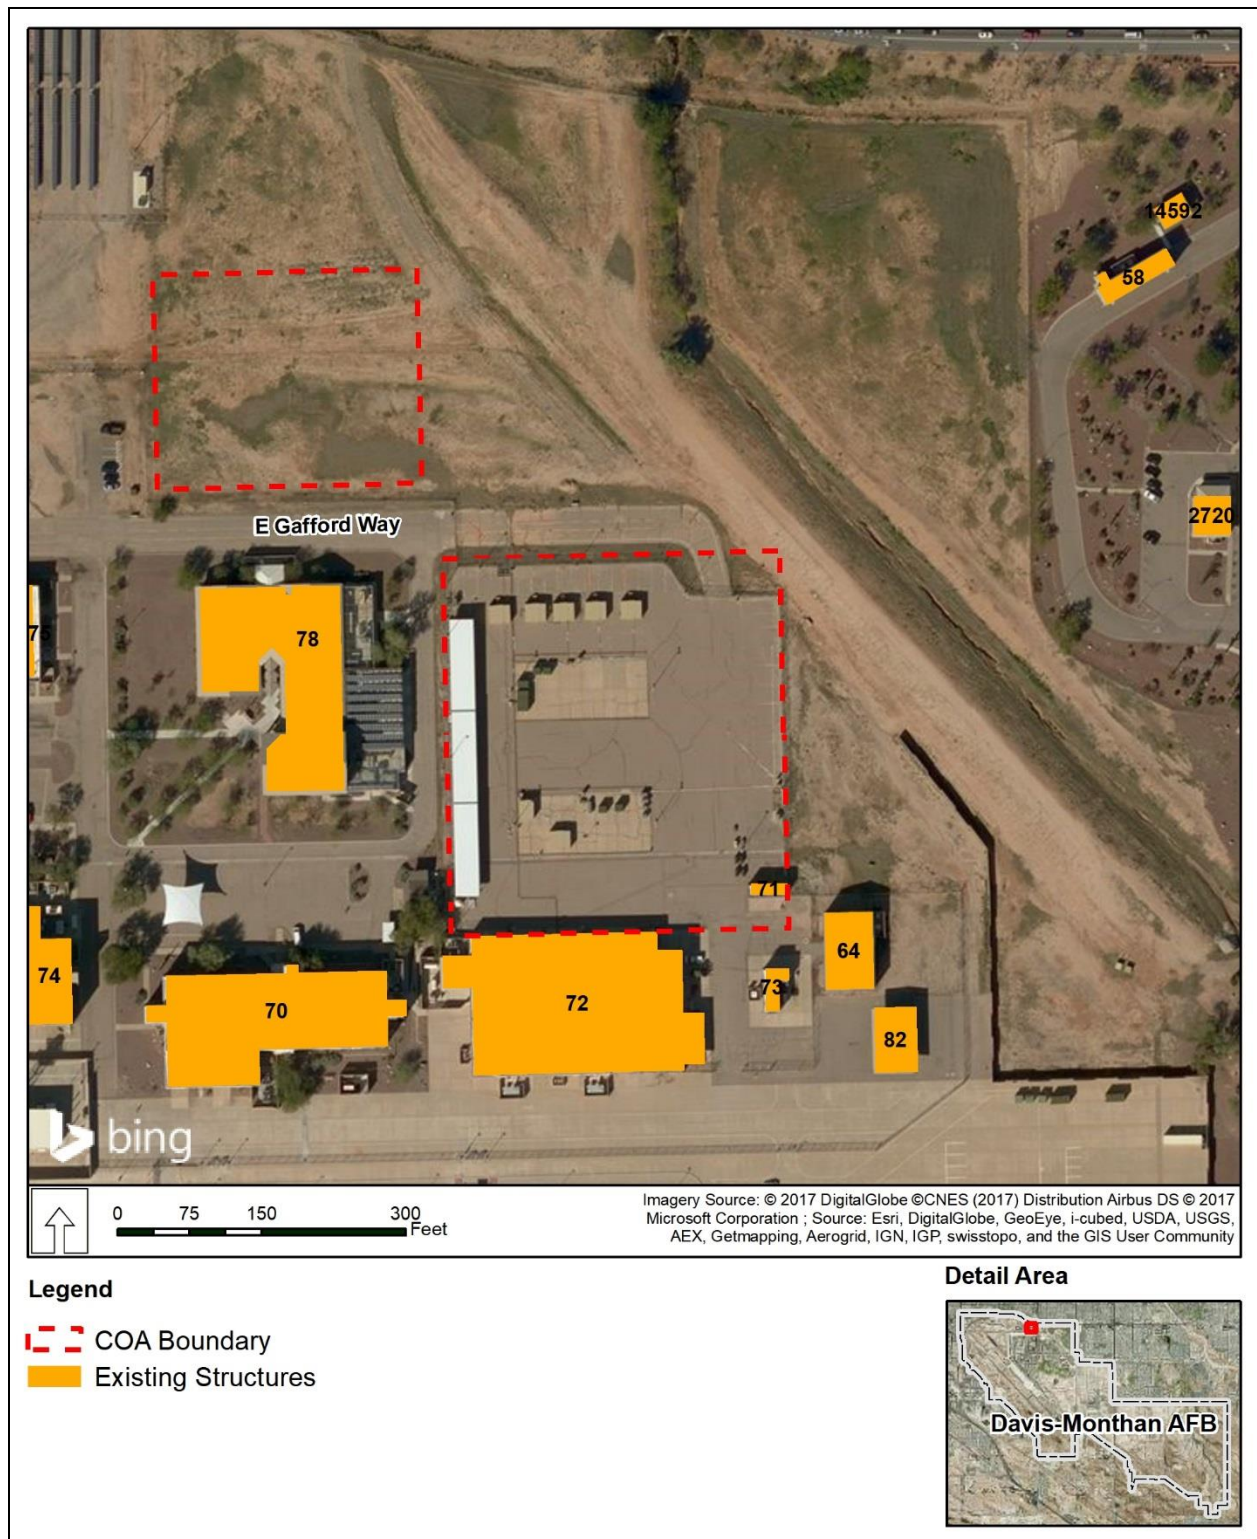 14592
58
2720
E Gafford Way
75
78
71
64
74
70
72
73
82
bing
0 75 150 300
Feet
Imagery Source: © 2017 DigitalGlobe ©CNES (2017) Distribution Airbus DS © 2017
Microsoft Corporation ; Source: Esri, DigitalGlobe, GeoEye, i-cubed, USDA, USGS,
AEX, Getmapping, Aerogrid, IGN, IGP, swisstopo, and the GIS User Community
Legend
COA Boundary
Existing Structures
Detail Area
Davis-Monthan AFB